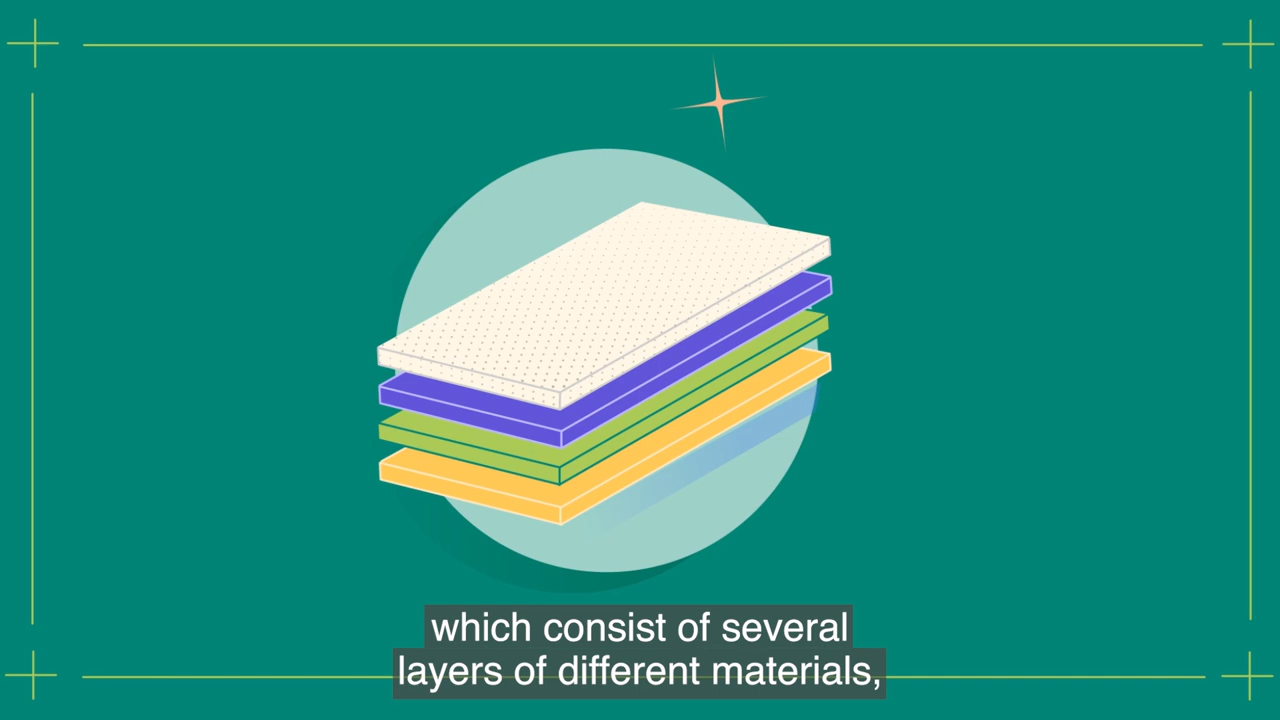 which consist of several
layers of different materials,